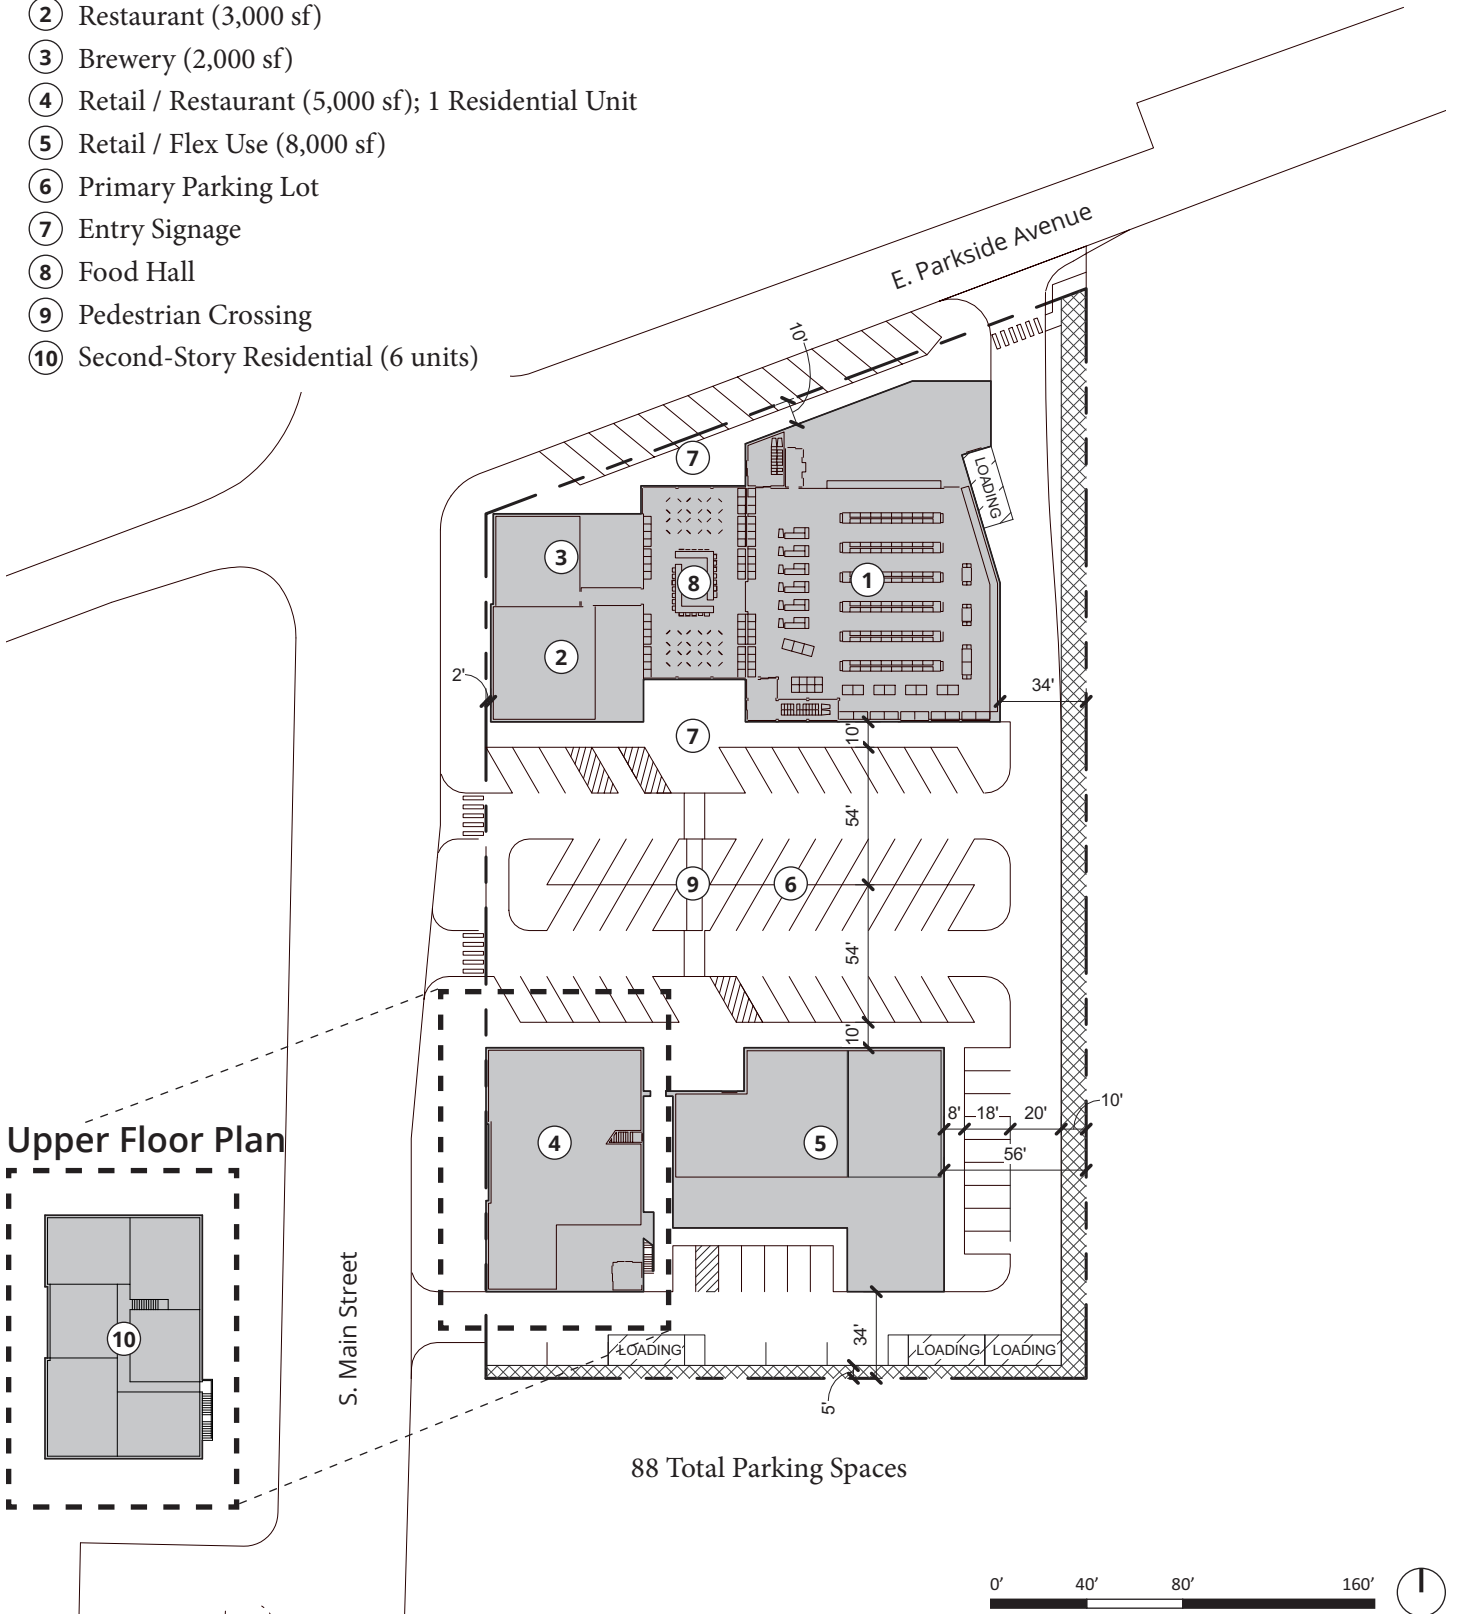 2 Restaurant (3,000 sf)
3 Brewery (2,000 sf)
4 Retail / Restaurant (5,000 sf); 1 Residential Unit
5 Retail / Flex Use (8,000 sf)
6 Primary Parking Lot
7 Entry Signage
8 Food Hall
9 Pedestrian Crossing
10 Second-Story Residential (6 units)
E. Parkside Avenue
10'
7
LOADING
3
8
1
2
2'
34'
7
10'
54'
9
6
54'
10'
8'
18'
20'
10'
Upper Floor Plan
4
5
56'
S. Main Street
10
34'
LOADING
LOADING
LOADING
5'
88 Total Parking Spaces
0'
40'
80'
160'